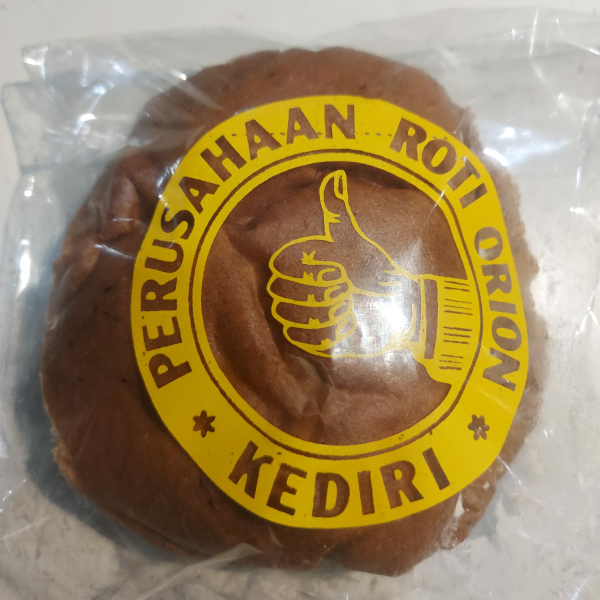 PERUSAHAAN ROTI ORION
* KEDIRI *